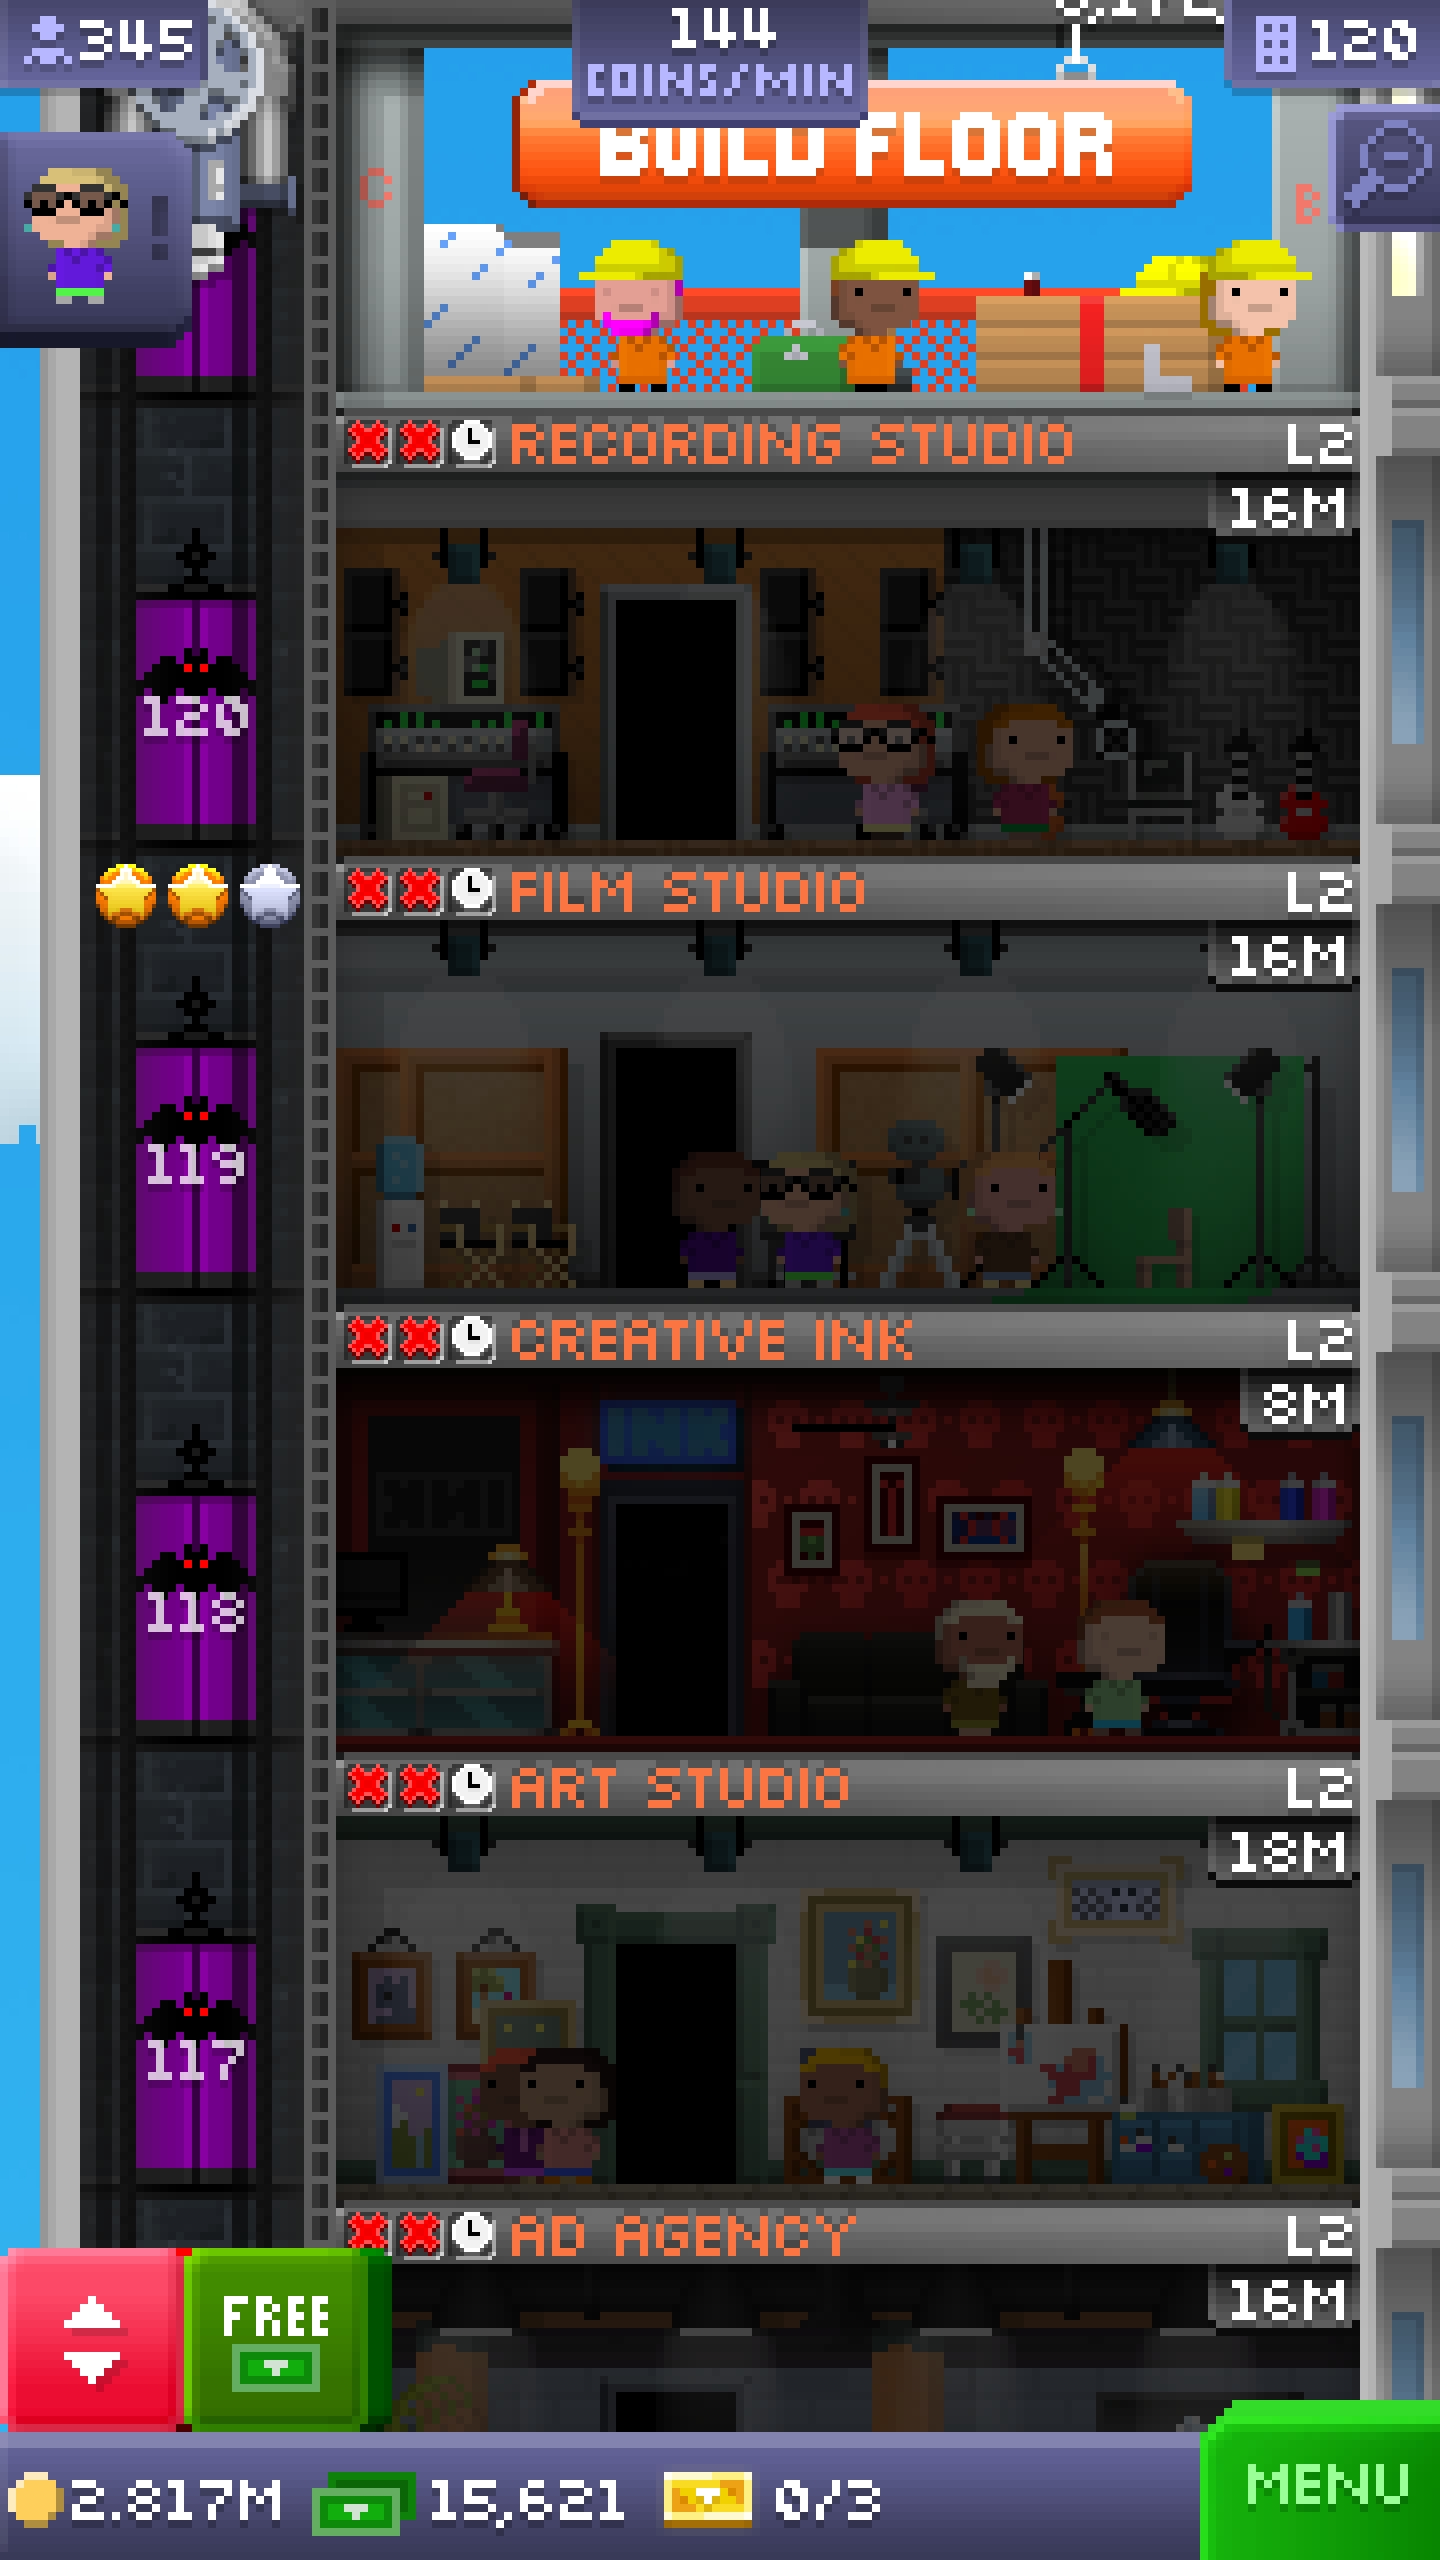 345
144
COINS/MIN
120
BUILD FLOOR
C
B
RECORDING STUDIO L2
16M
120
FILM STUDIO L2
16M
119
CREATIVE INK L2
8M
INK
118
ART STUDIO L2
18M
117
AD AGENCY L2
16M
FREE
2.817M 15,621 0/3
MENU